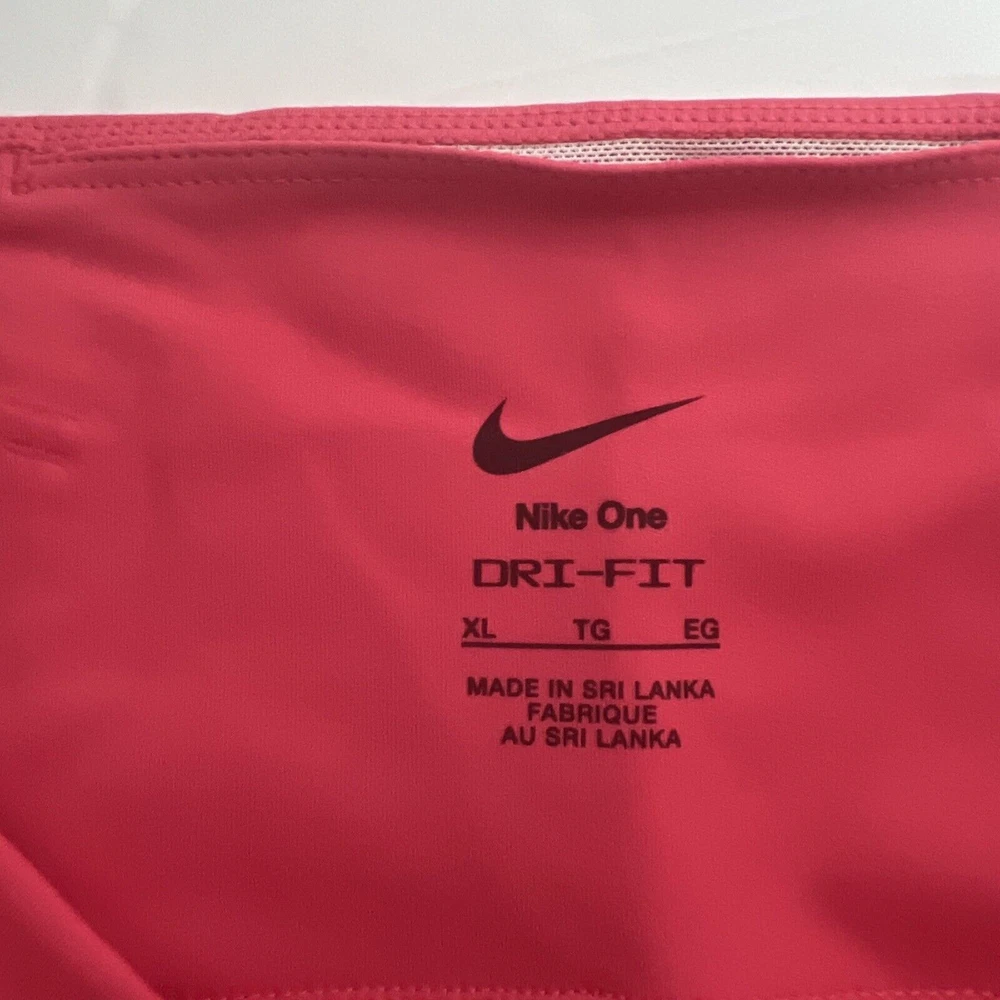 Nike One
DRI-FIT
XL TG EG
MADE IN SRI LANKA
FABRIQUE
AU SRI LANKA